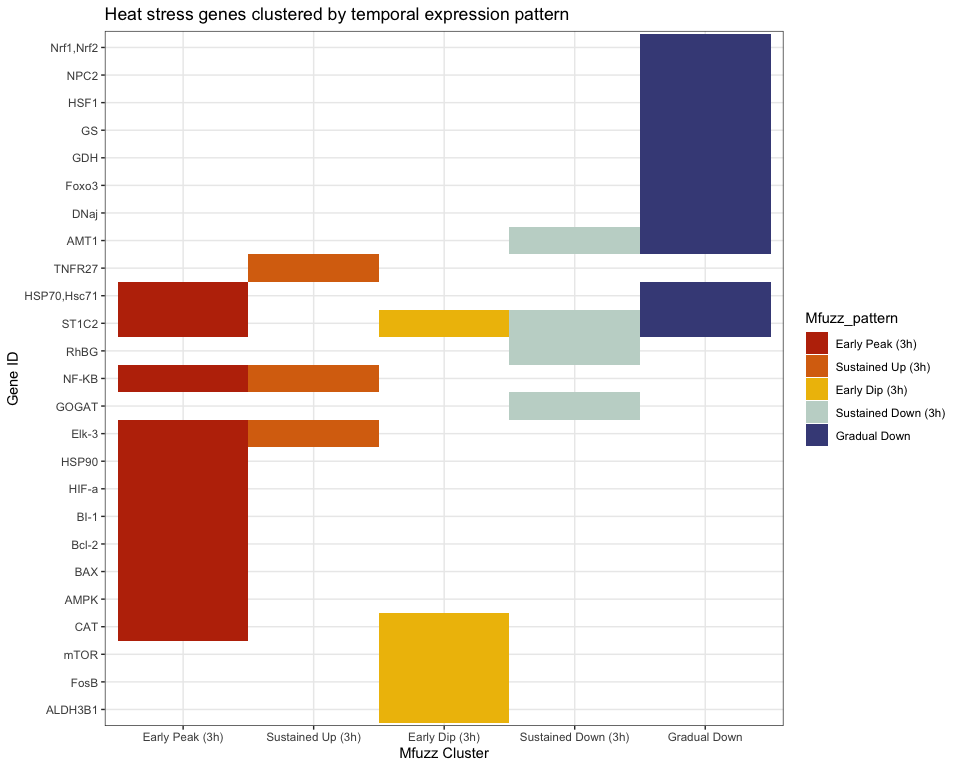 Heat stress genes clustered by temporal expression pattern
Gene ID
Nrf1,Nrf2
NPC2
HSF1
GS
GDH
Foxo3
DNaj
AMT1
TNFR27
HSP70,Hsc71
ST1C2
RhBG
NF-KB
GOGAT
Elk-3
HSP90
HIF-a
BI-1
Bcl-2
BAX
AMPK
CAT
mTOR
FosB
ALDH3B1
Early Peak (3h)
Sustained Up (3h)
Early Dip (3h)
Sustained Down (3h)
Gradual Down
Mfuzz Cluster
Mfuzz_pattern
Early Peak (3h)
Sustained Up (3h)
Early Dip (3h)
Sustained Down (3h)
Gradual Down